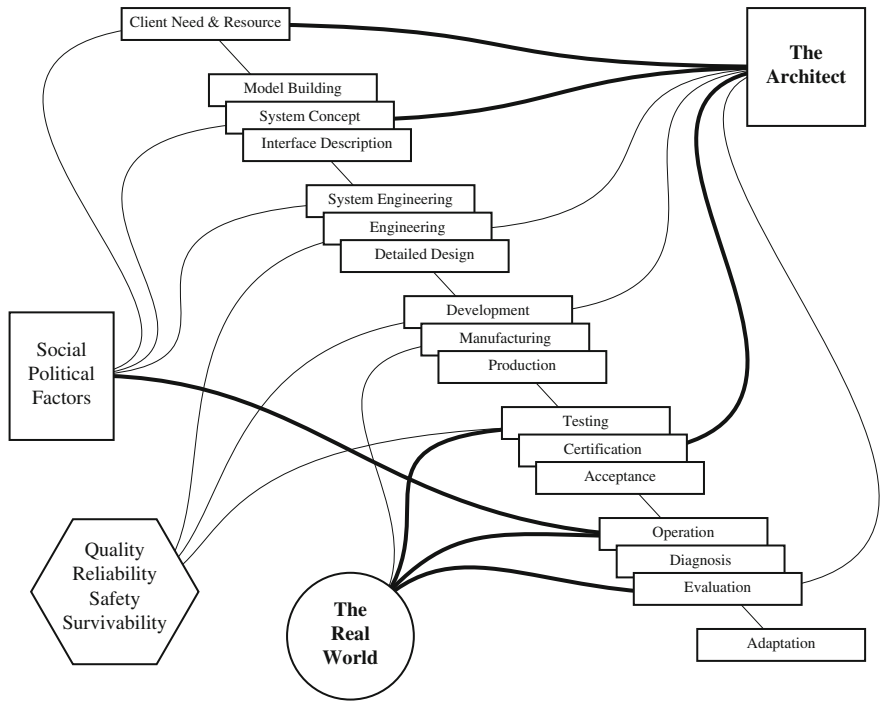 Client Need & Resource
The
Architect
Model Building
System Concept
Interface Description
System Engineering
Engineering
Detailed Design
Development
Manufacturing
Production
Social
Political
Factors
Testing
Certification
Acceptance
Operation
Diagnosis
Evaluation
Adaptation
Quality
Reliability
Safety
Survivability
The
Real
World